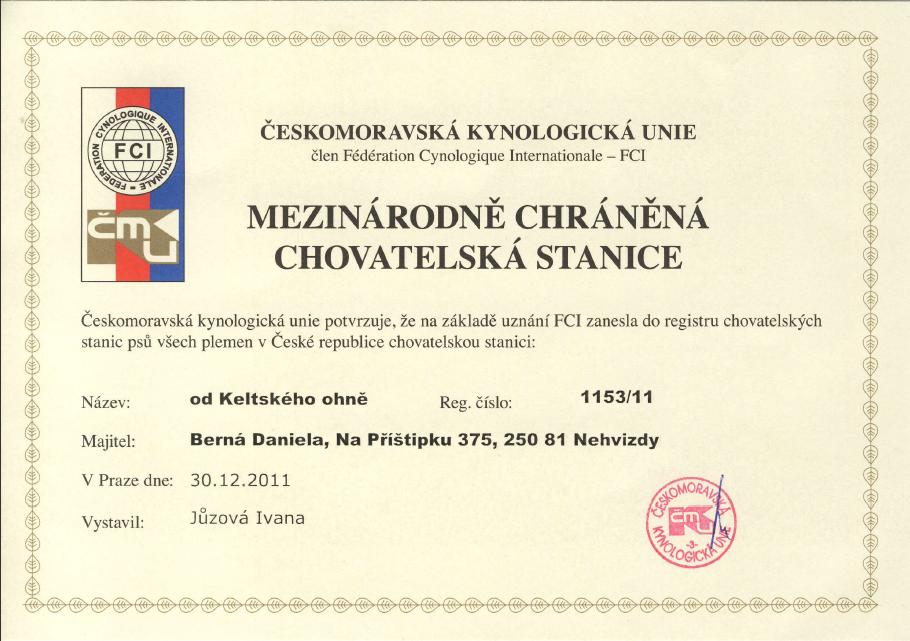 FEDERATION CYNOLOGIQUE INTERNATIONALE
FCI
čmku
ČESKOMORAVSKÁ KYNOLOGICKÁ UNIE
člen Fédération Cynologique Internationale – FCI
MEZINÁRODNĚ CHRÁNĚNÁ
CHOVATELSKÁ STANICE
Českomoravská kynologická unie potvrzuje, že na základě uznání FCI zanesla do registru chovatelských
stanic psů všech plemen v České republice chovatelskou stanici:
Název: od Keltského ohně Reg. číslo: 1153/11
Majitel: Berná Daniela, Na Příštipku 375, 250 81 Nehvizdy
V Praze dne: 30.12.2011
Vystavil: Jůzová Ivana
ČESKOMORAVSKÁ
čmku
-3-
KYNOLOGICKÁ UNIE